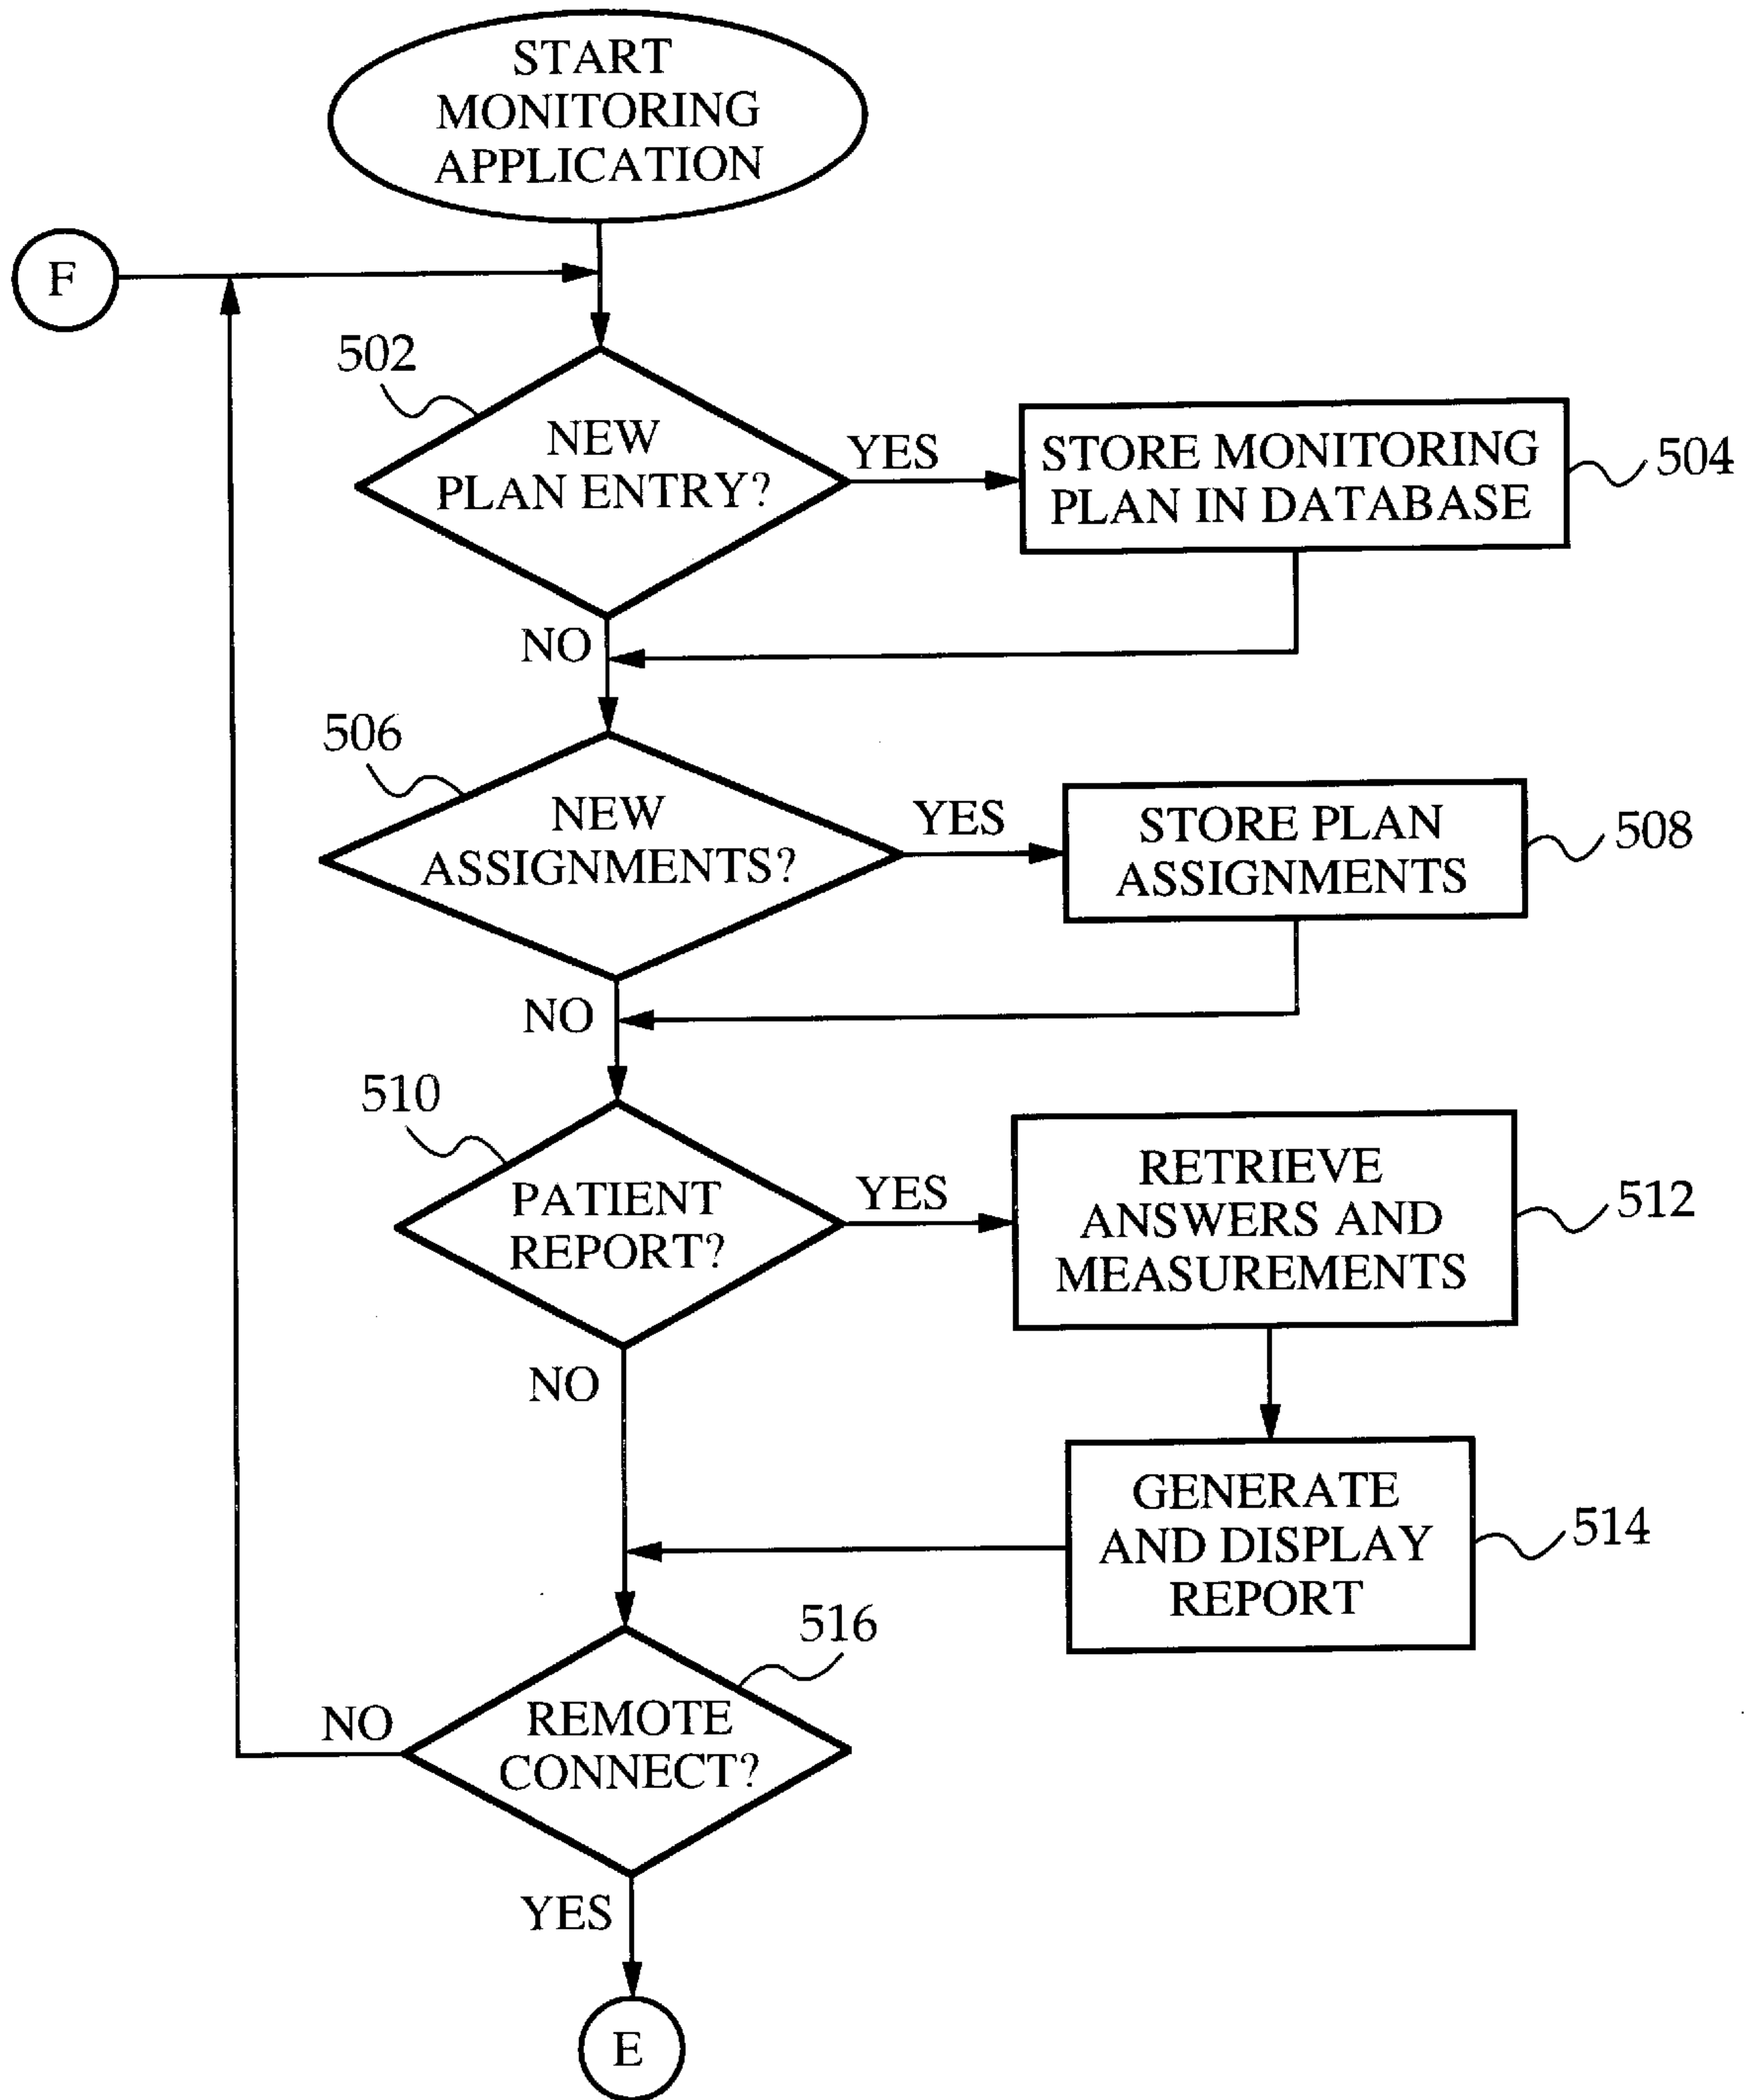 START
MONITORING
APPLICATION
F
502
NEW
PLAN ENTRY?
YES
STORE MONITORING
PLAN IN DATABASE
504
NO
506
NEW
ASSIGNMENTS?
YES
STORE PLAN
ASSIGNMENTS
508
NO
510
PATIENT
REPORT?
YES
RETRIEVE
ANSWERS AND
MEASUREMENTS
512
NO
GENERATE
AND DISPLAY
REPORT
514
516
REMOTE
CONNECT?
NO
YES
E